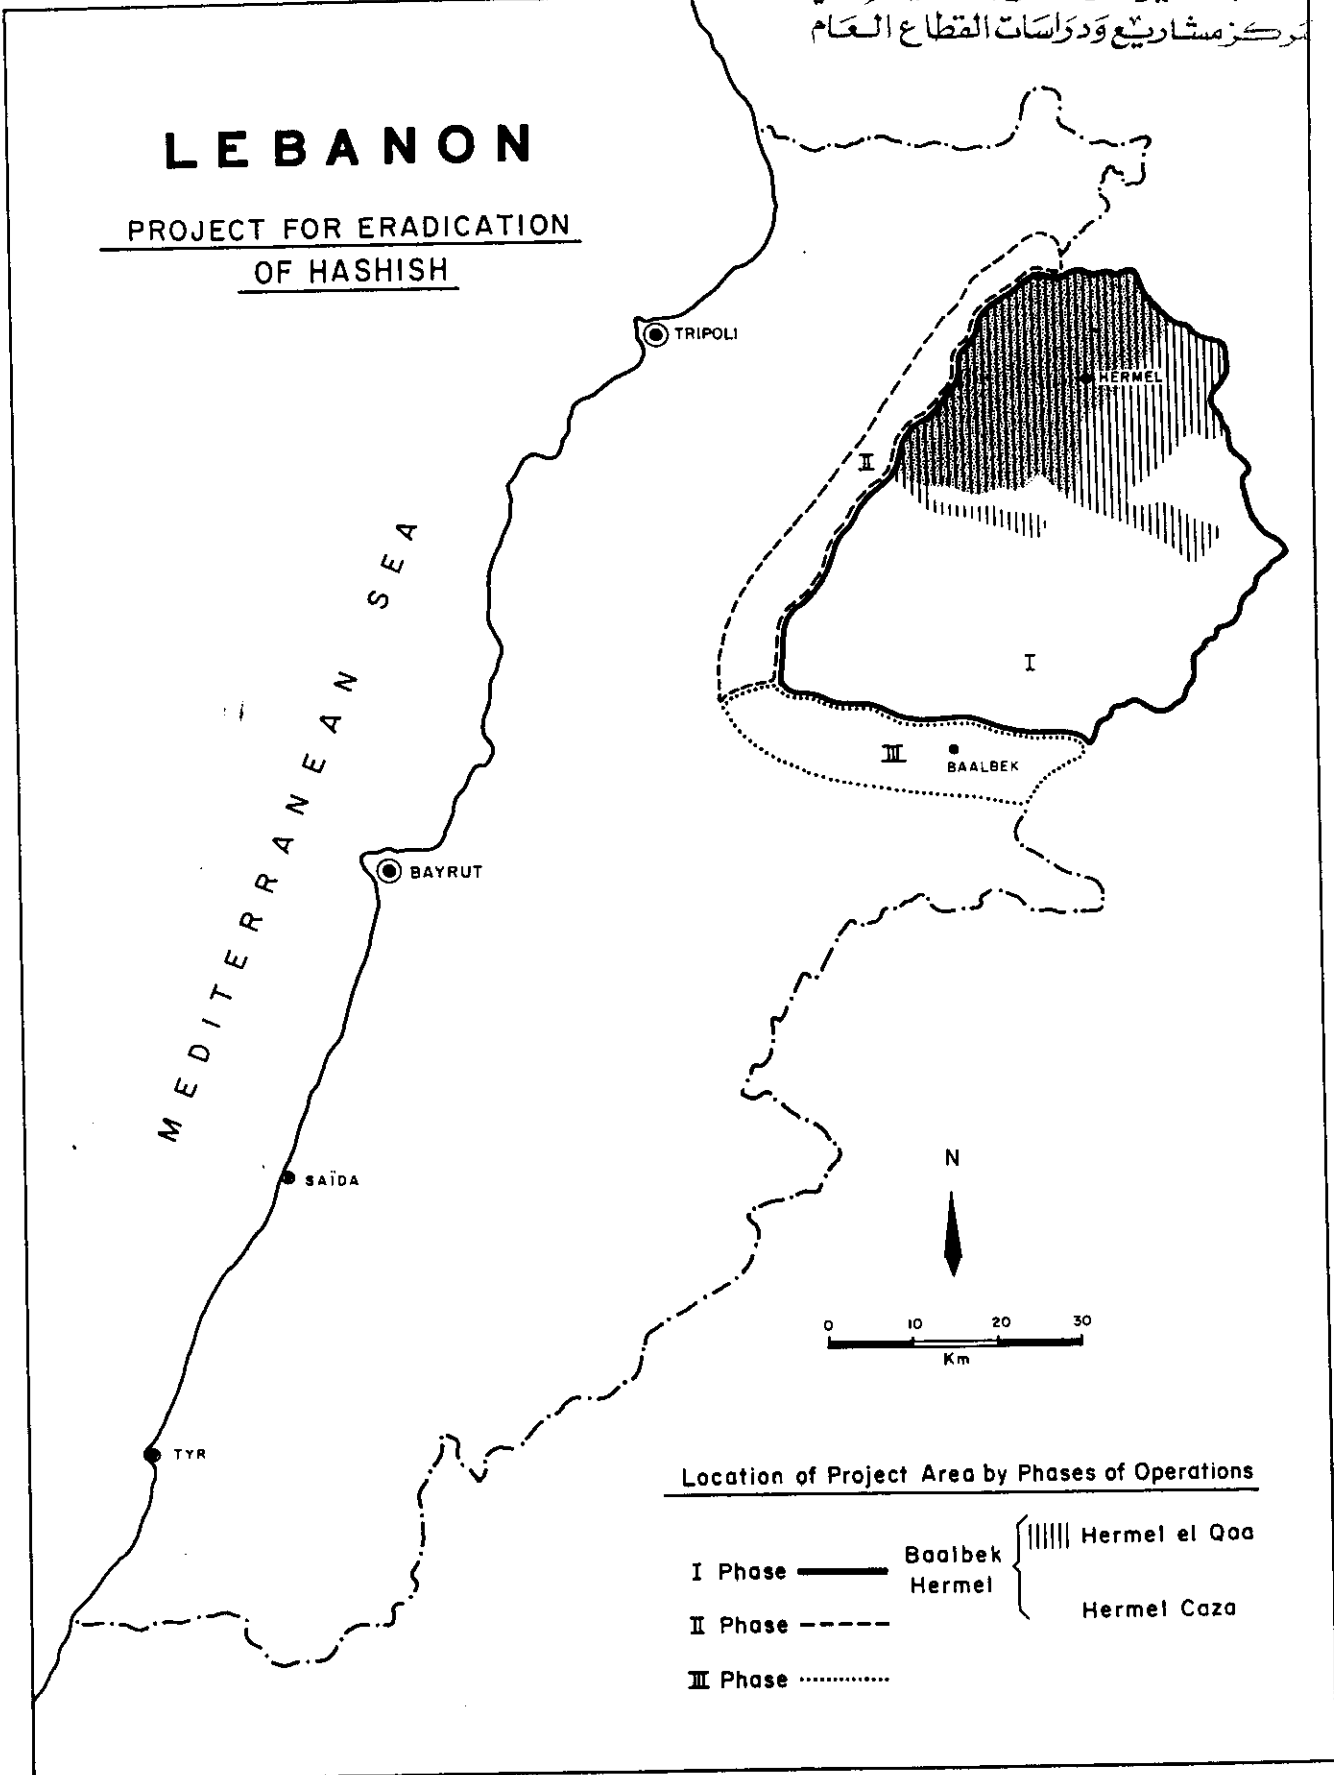 مركز مشاريع ودراسات القطاع العام
LEBANON
PROJECT FOR ERADICATION
OF HASHISH
TRIPOLI
HERMEL
II
I
III
BAALBEK
MEDITERRANEAN SEA
BAYRUT
SAÏDA
N
0 10 20 30
Km
TYR
Location of Project Area by Phases of Operations
I Phase
Baalbek
Hermel
Hermel el Qaa
Hermel Caza
II Phase
III Phase